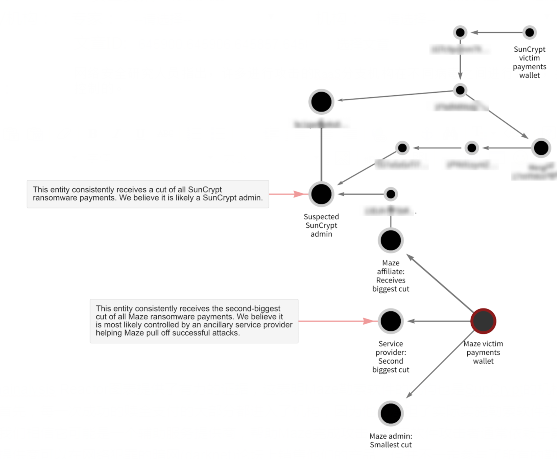 SunCrypt
victim
payments
wallet
This entity consistently receives a cut of all SunCrypt
ransomware payments. We believe it is likely a SunCrypt admin.
Suspected
SunCrypt
admin
Maze
affiliate:
Receives
biggest cut
This entity consistently receives the second-biggest
cut of all Maze ransomware payments. We believe it
is most likely controlled by an ancillary service provider
helping Maze pull off successful attacks.
Service
provider:
Second
biggest cut
Maze victim
payments
wallet
Maze admin:
Smallest cut